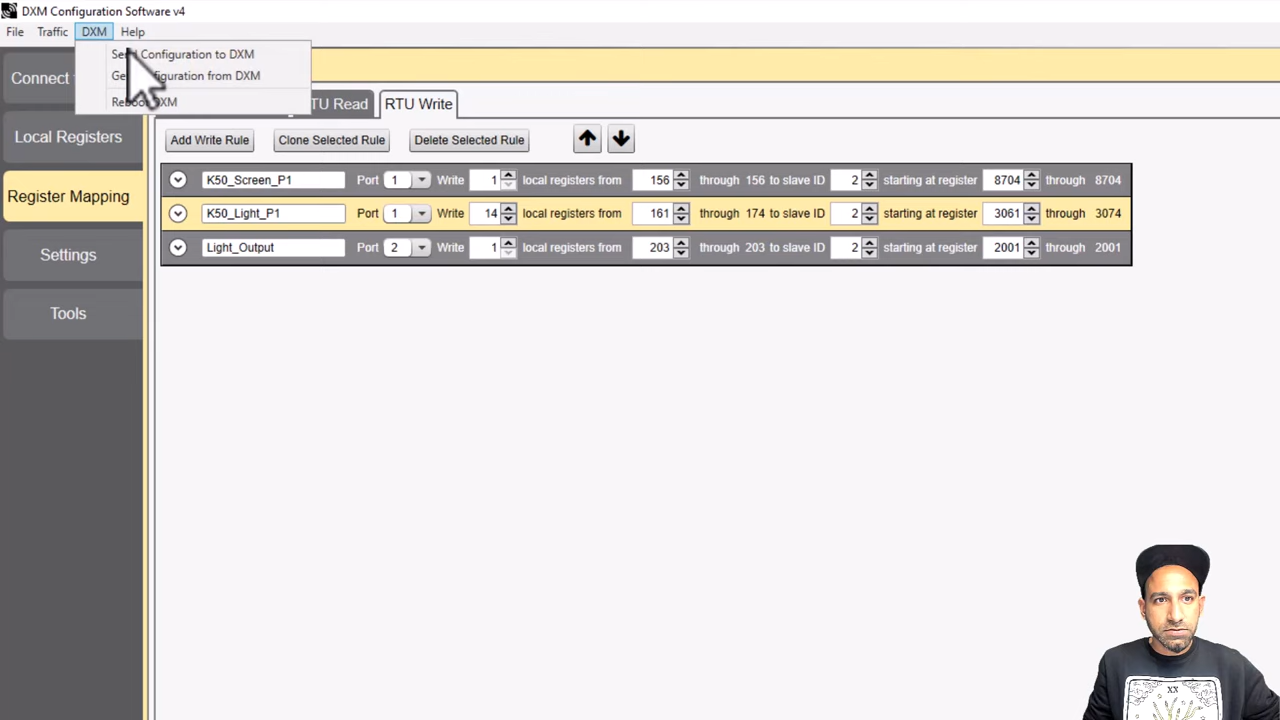 DXM Configuration Software v4
File Traffic DXM Help
Configuration to DXM
from DXM
DXM
Connect
Local Registers
Register Mapping
Settings
Tools
Read RTU Write
Add Write Rule Clone Selected Rule Delete Selected Rule
K50_Screen_P1 Port 1 Write 1 local registers from 156 through 156 to slave ID 2 starting at register 8704 through 8704
K50_Light_P1 Port 1 Write 14 local registers from 161 through 174 to slave ID 2 starting at register 3061 through 3074
Light_Output Port 2 Write 1 local registers from 203 through 203 to slave ID 2 starting at register 2001 through 2001
XX